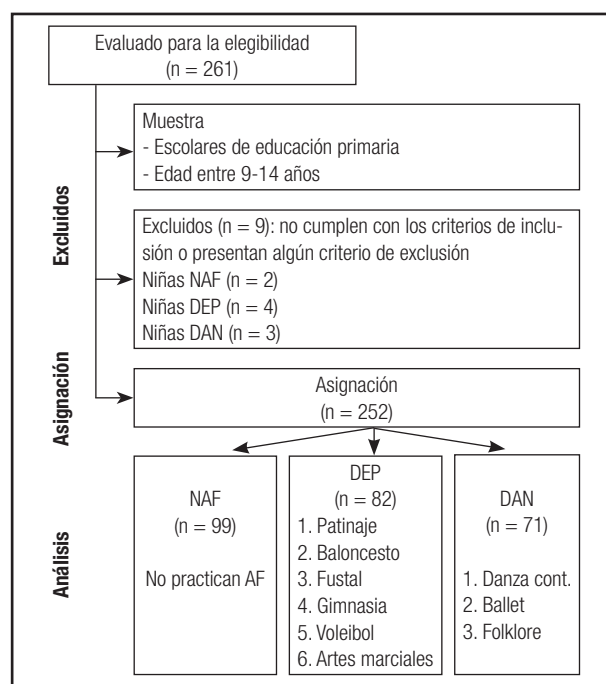 Evaluado para la elegibilidad
(n = 261)
Muestra
- Escolares de educación primaria
- Edad entre 9-14 años
Excluidos
Excluidos (n = 9): no cumplen con los criterios de inclu-
sión o presentan algún criterio de exclusión
Niñas NAF (n = 2)
Niñas DEP (n = 4)
Niñas DAN (n = 3)
Asignación
Asignación
(n = 252)
Análisis
NAF
(n = 99)
No practican AF
DEP
(n = 82)
1. Patinaje
2. Baloncesto
3. Fustal
4. Gimnasia
5. Voleibol
6. Artes marciales
DAN
(n = 71)
1. Danza cont.
2. Ballet
3. Folklore